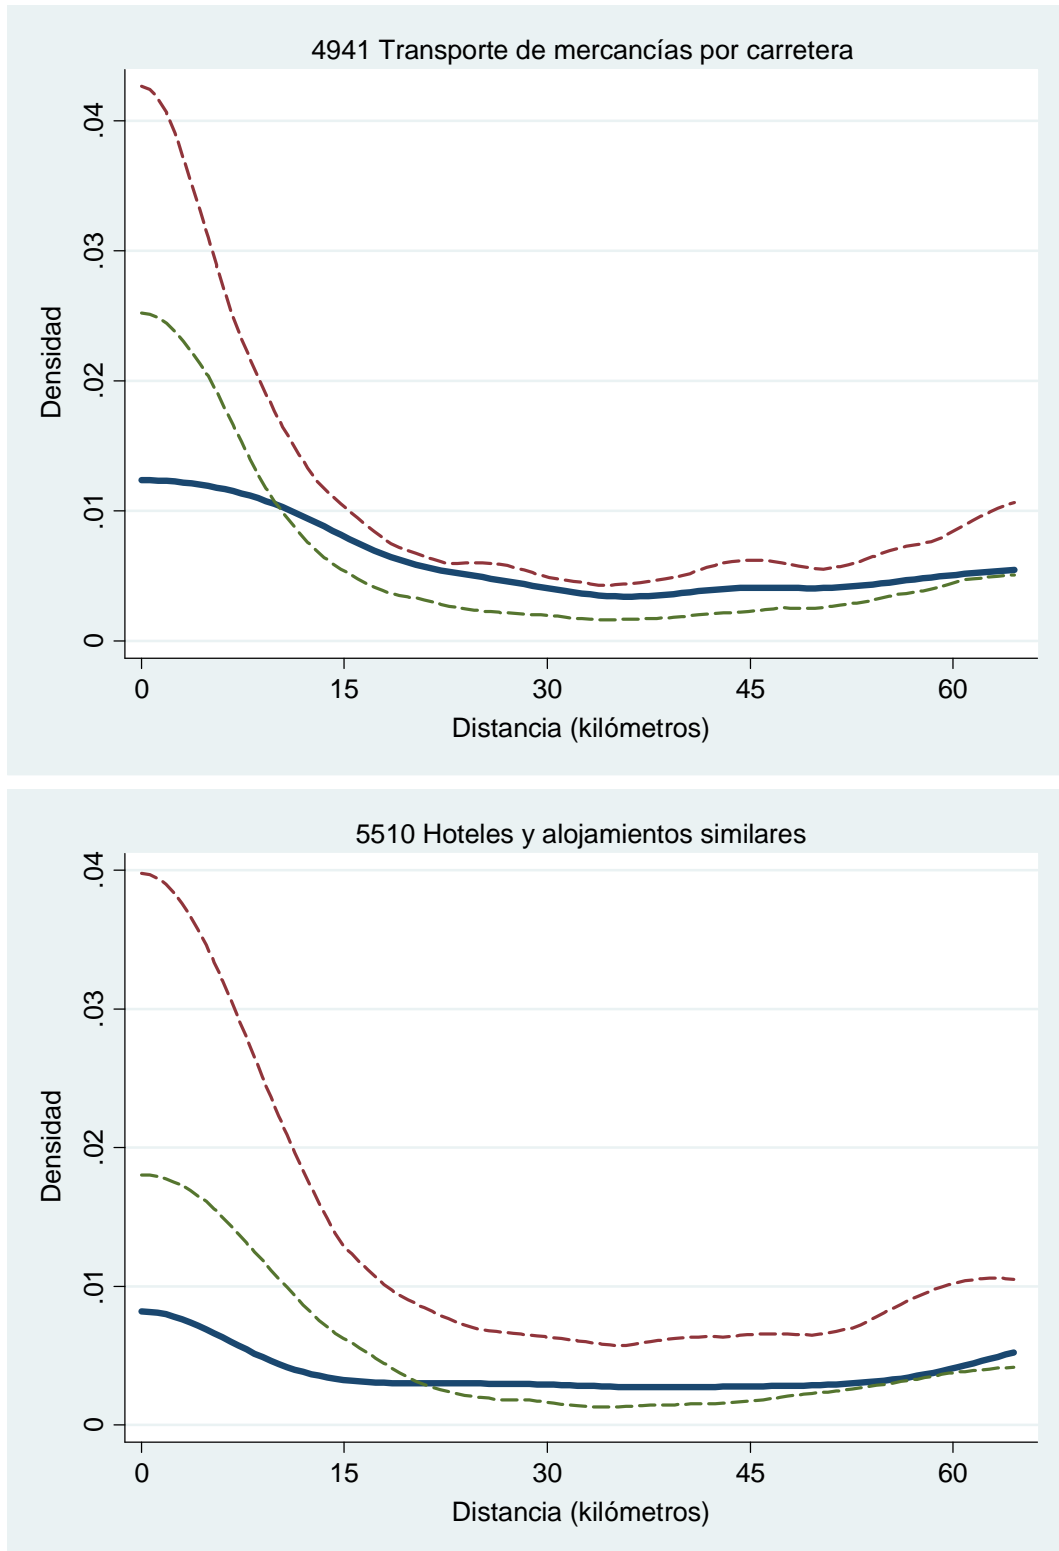 4941 Transporte de mercancías por carretera
.04
.03
.02
.01
0
Densidad
0 15 30 45 60
Distancia (kilómetros)
5510 Hoteles y alojamientos similares
.04
.03
.02
.01
0
Densidad
0 15 30 45 60
Distancia (kilómetros)